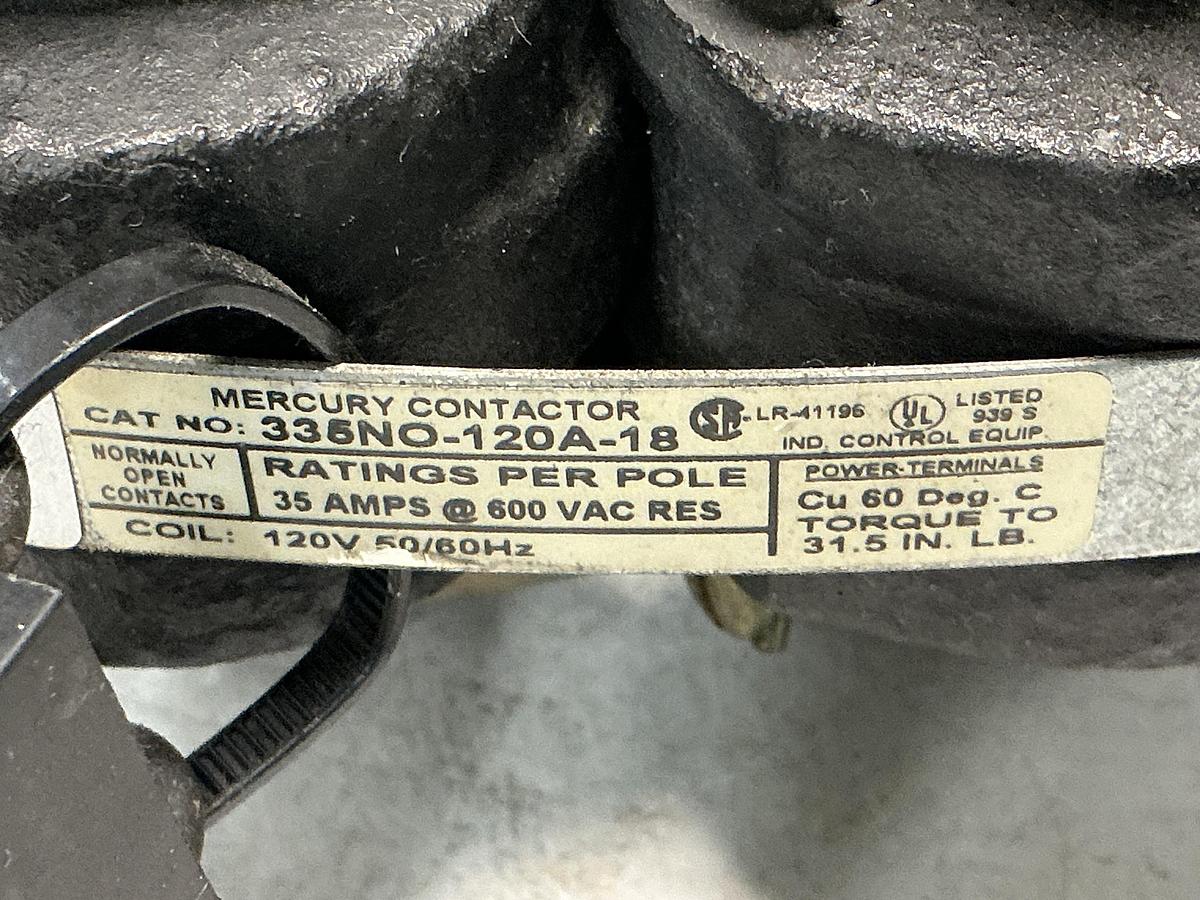 MERCURY CONTACTOR
CAT NO: 335NO-120A-18
SA LR-41196 UL LISTED
939 S
IND. CONTROL EQUIP.
NORMALLY
OPEN
CONTACTS
RATINGS PER POLE
35 AMPS @ 600 VAC RES
COIL: 120V 50/60Hz
POWER-TERMINALS
Cu 60 Deg. C
TORQUE TO
31.5 IN. LB.